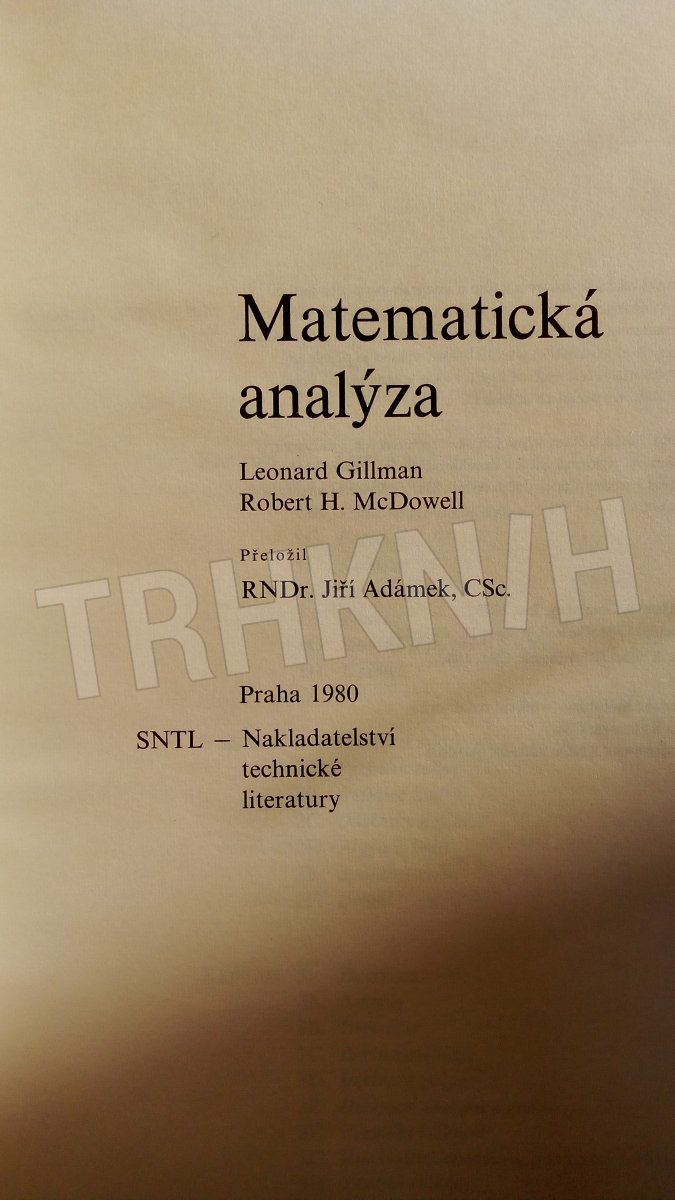 Matematická
analýza
Leonard Gillman
Robert H. McDowell
Přeložil
RNDr. Jiří Adámek, CSc.
TRHKNIH
Praha 1980
SNTL – Nakladatelství
technické
literatury